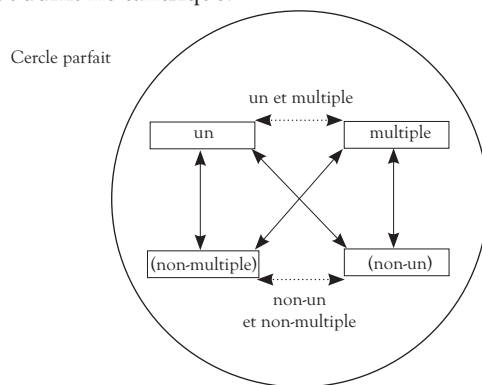 Cercle parfait
un et multiple
un
multiple
(non-multiple)
(non-un)
non-un
et non-multiple